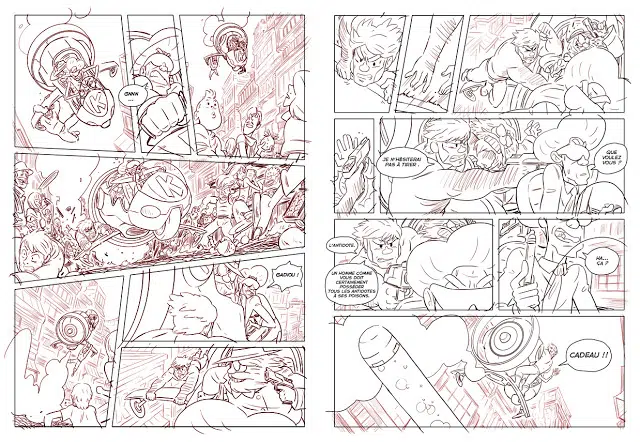 GNNN
...
K
K
GADIOU !
JE N'HÉSITERAI
PAS À TIRER .
QUE
VOULEZ
VOUS ?
L'ANTIDOTE.
UN HOMME COMME
VOUS DOIT
CERTAINEMENT
POSSÉDER
TOUS LES ANTIDOTES
À SES POISONS.
HA...
ÇA ?
CADEAU !!